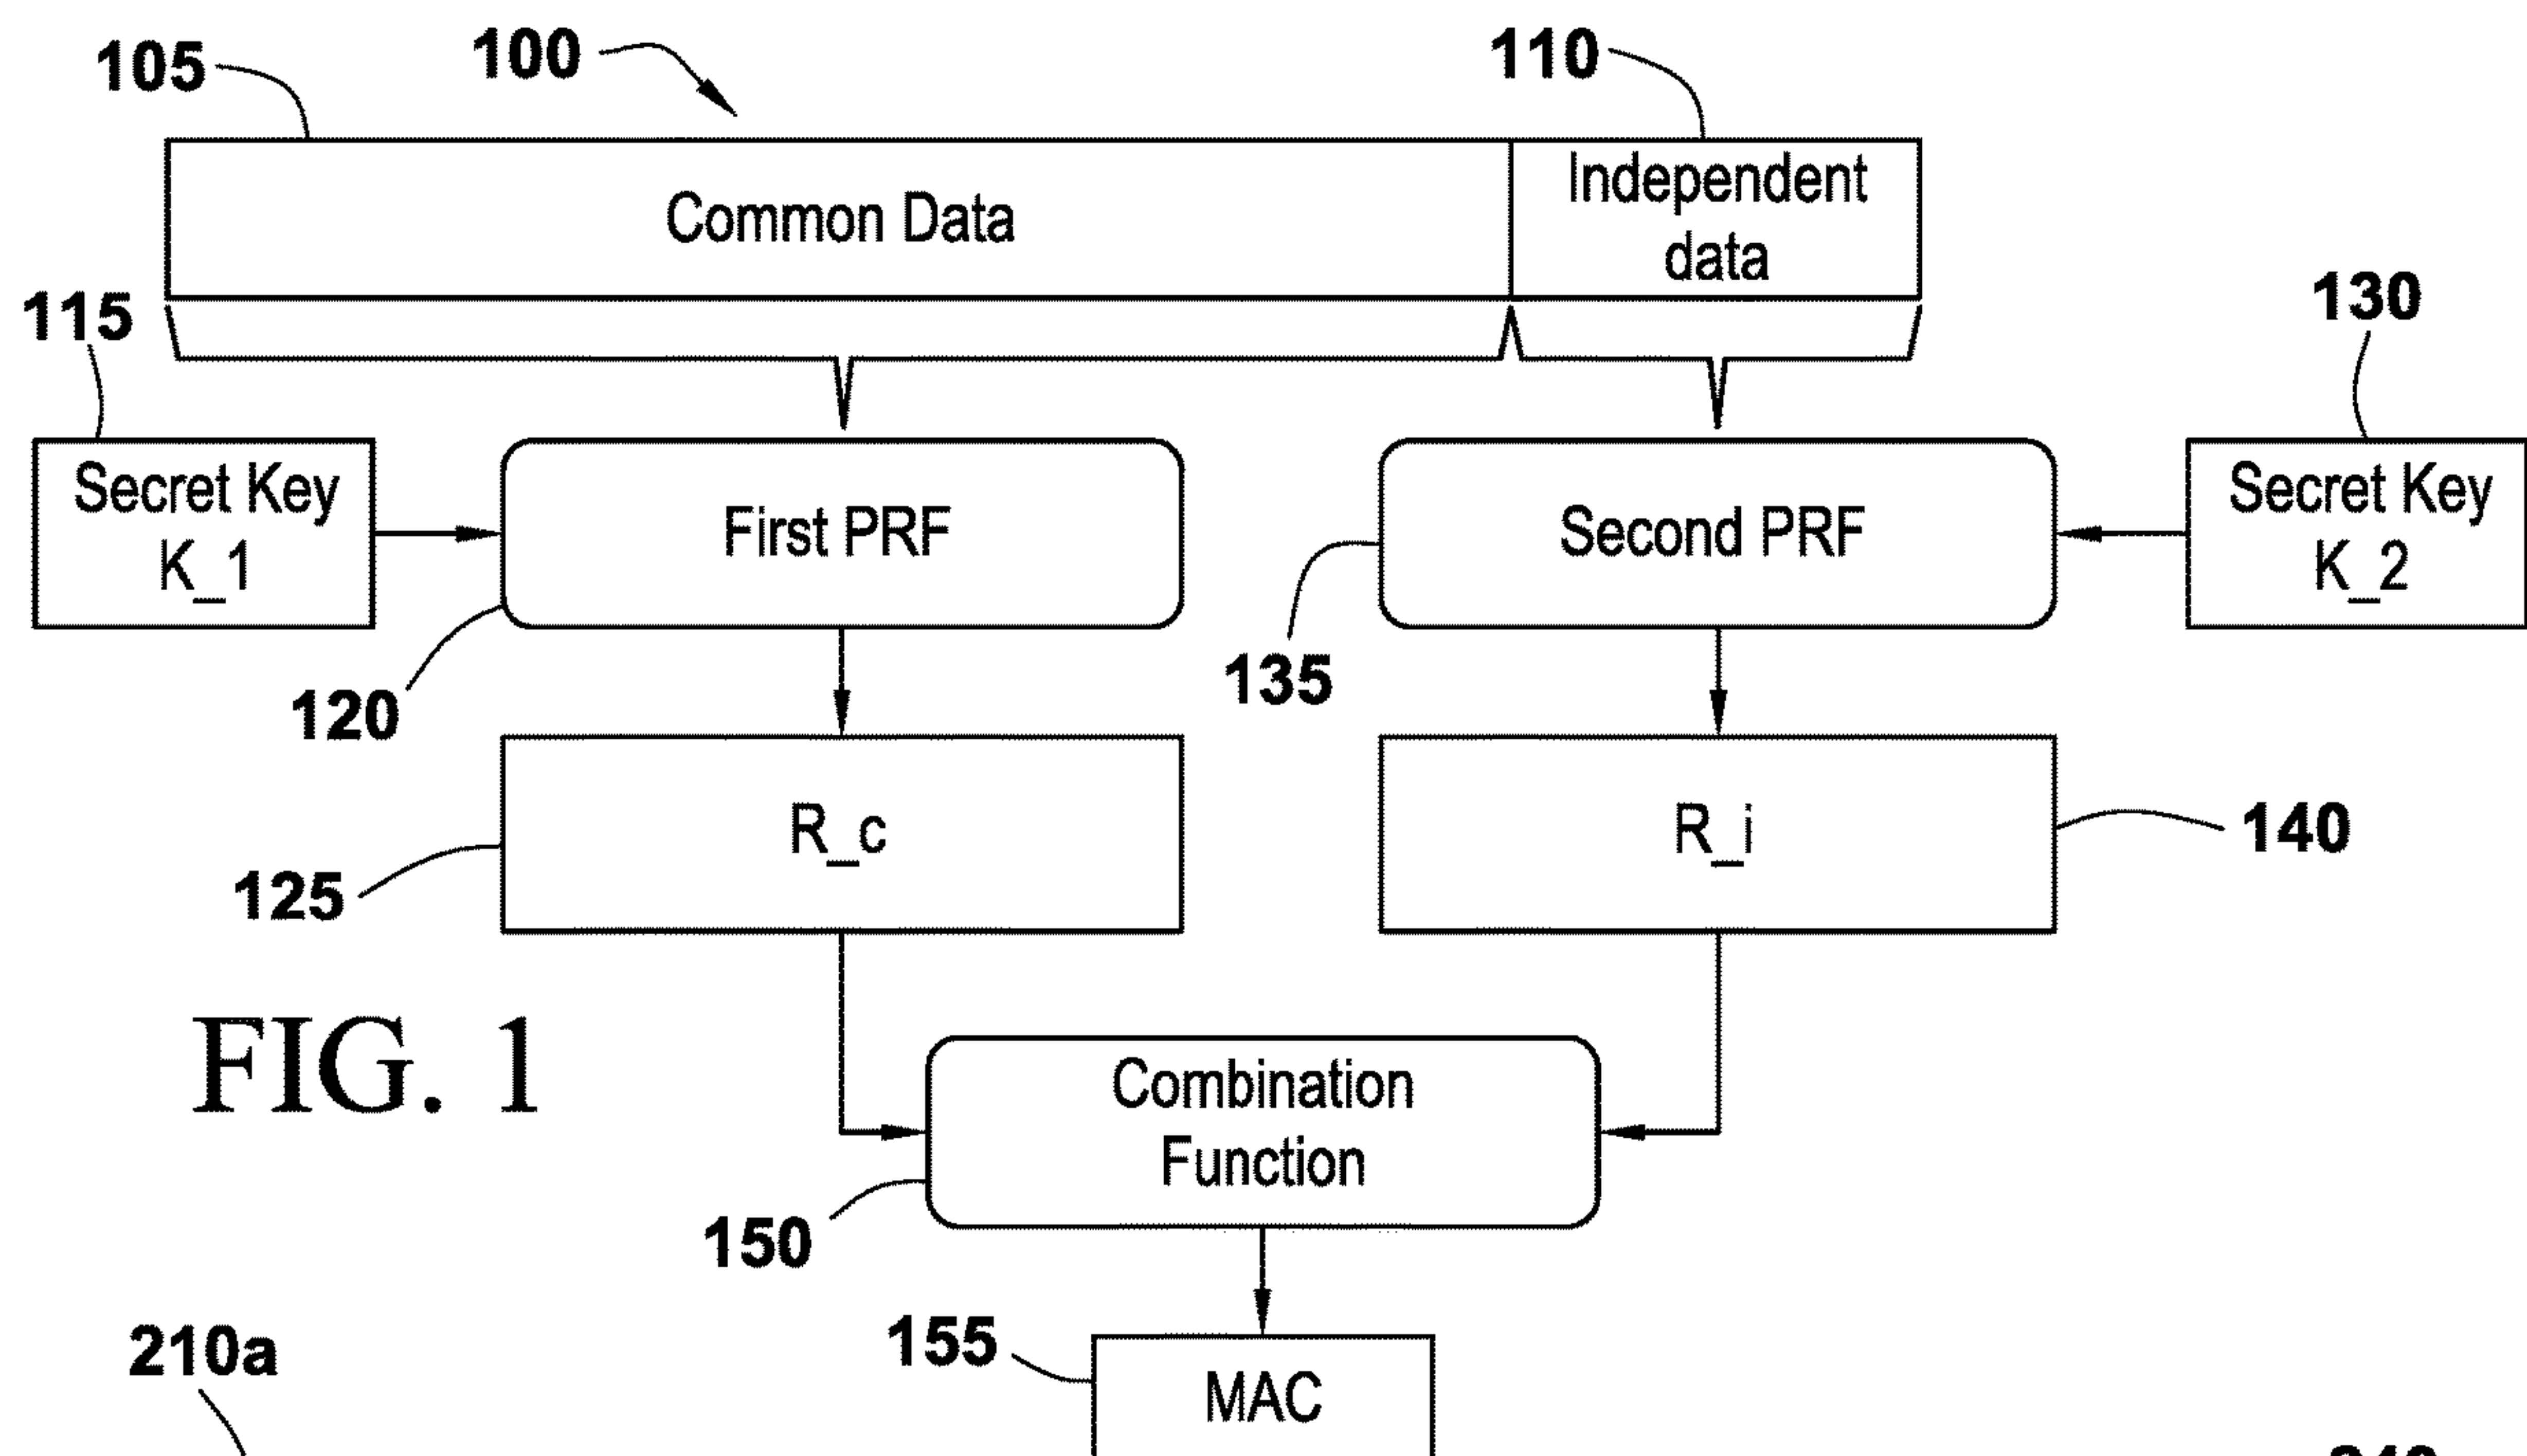 105
100
110
Common Data
Independent
data
115
130
Secret Key
K_1
First PRF
Second PRF
Secret Key
K_2
120
135
R_c
R_i
125
140
FIG. 1
Combination
Function
150
155
MAC
210a